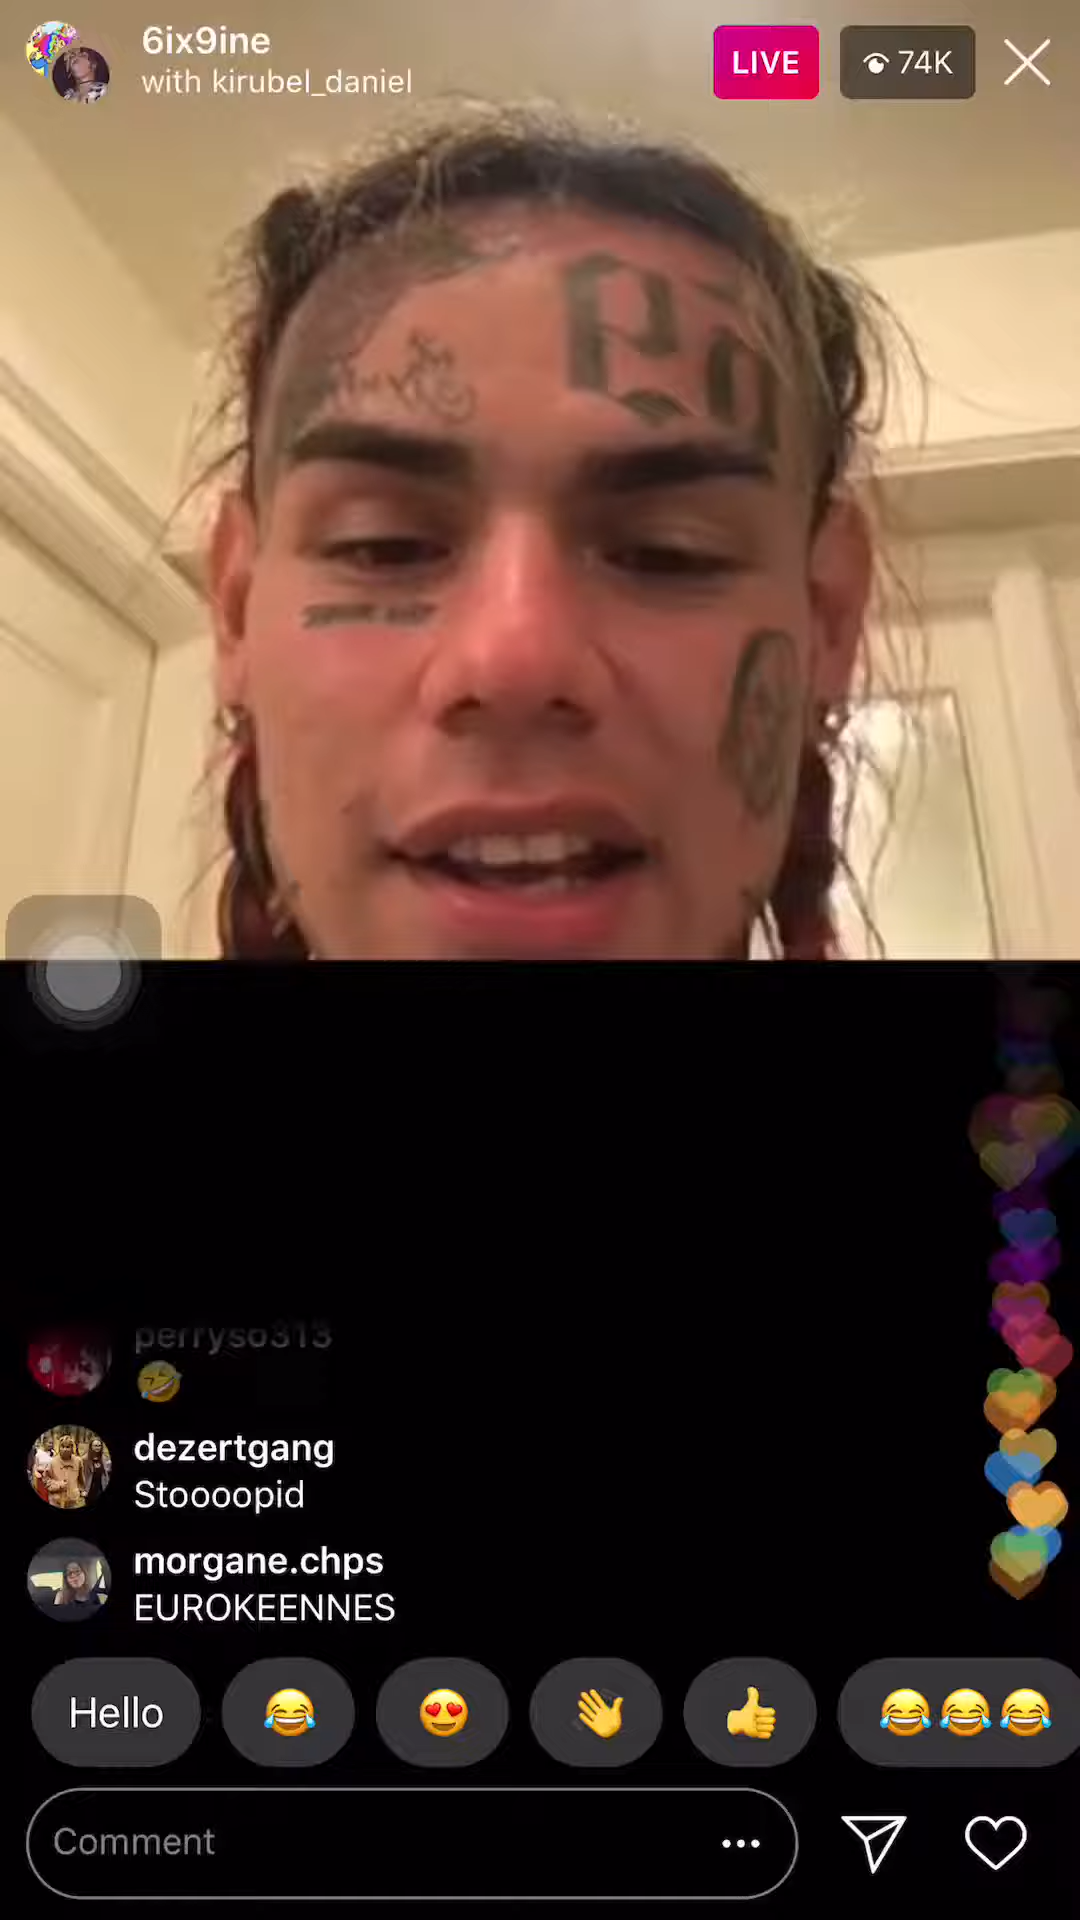 6ix9ine
with kirubel_daniel
LIVE
74K
perryso313
dezertgang
Stoooopid
morgane.chps
EUROKEENNES
Hello
Comment